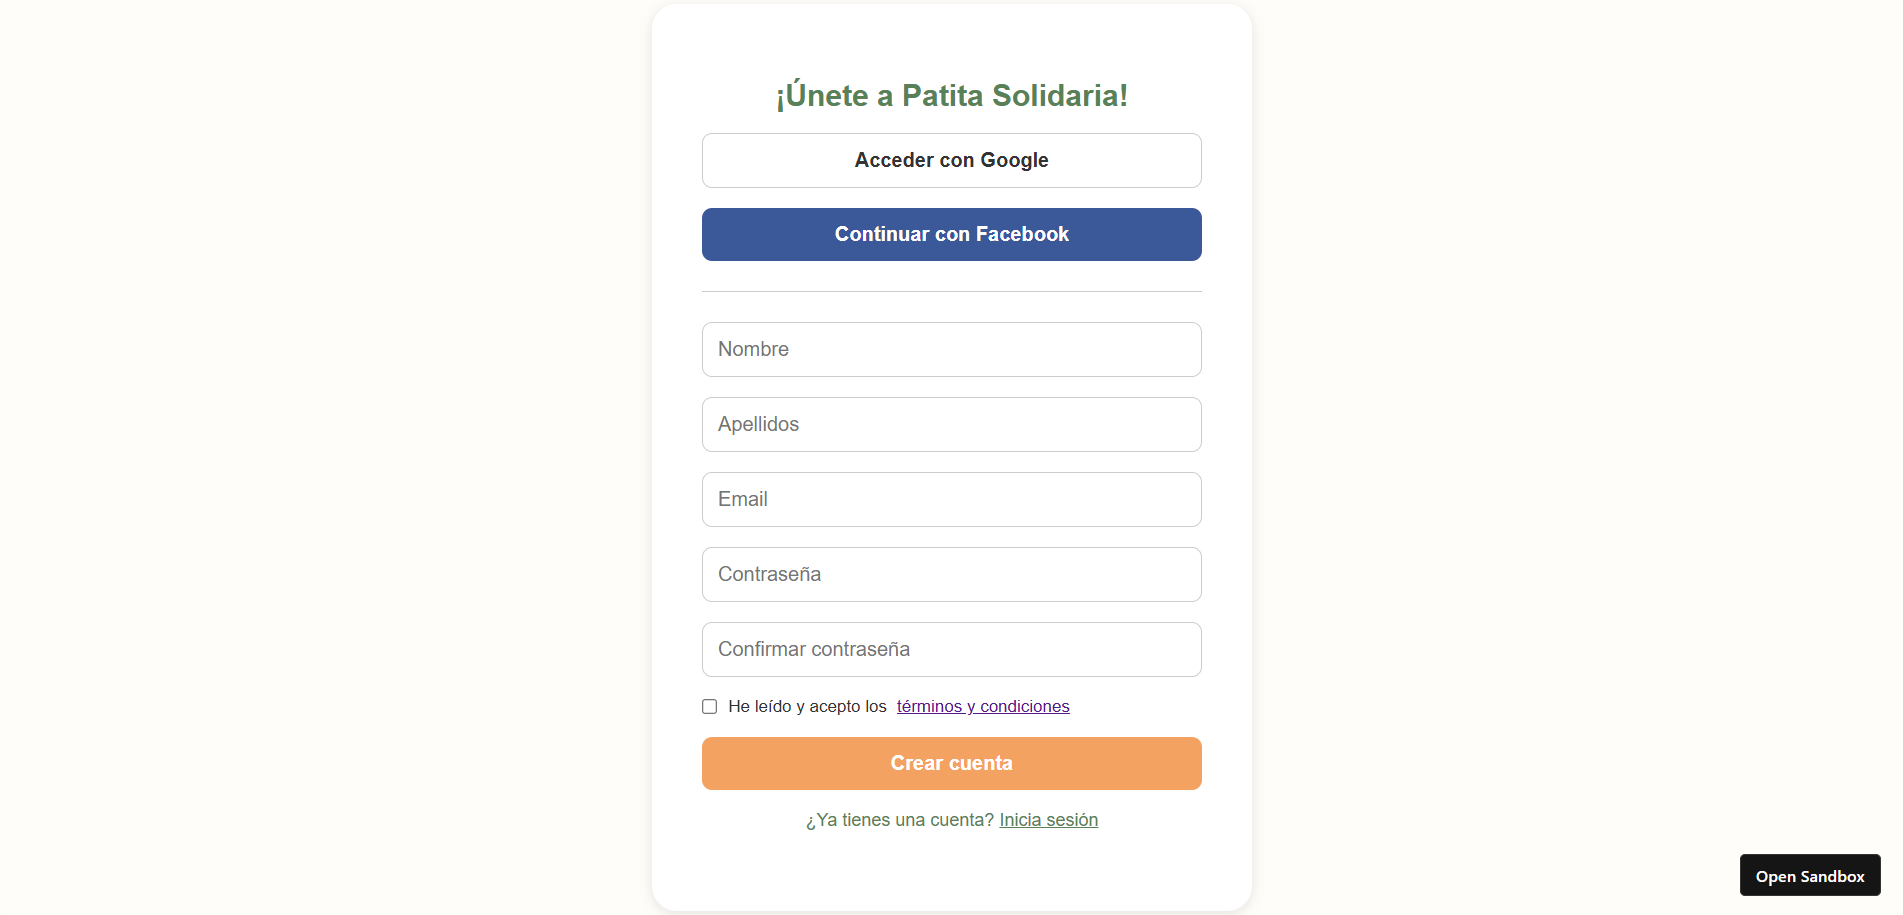 ¡Únete a Patita Solidaria!
Acceder con Google
Continuar con Facebook
Nombre
Apellidos
Email
Contraseña
Confirmar contraseña
He leído y acepto los términos y condiciones
Crear cuenta
¿Ya tienes una cuenta? Inicia sesión
Open Sandbox